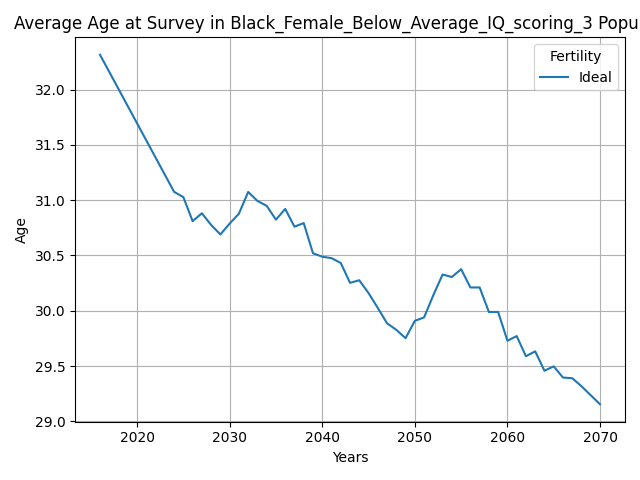 Average Age at Survey in Black_Female_Below_Average_IQ_scoring_3 Popu
Fertility
Ideal
32.0
31.5
31.0
30.5
30.0
29.5
29.0
Age
2020 2030 2040 2050 2060 2070
Years